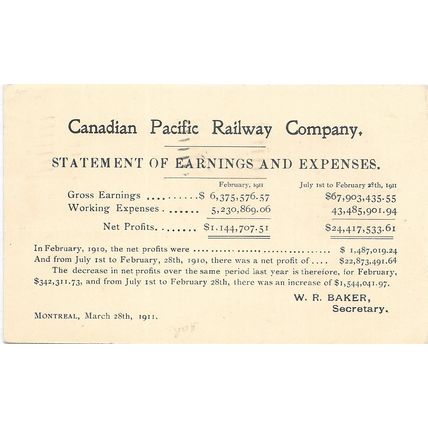 Canadian Pacific Railway Company.
STATEMENT OF EARNINGS AND EXPENSES.
February, 1911 July 1st to February 28th, 1911
Gross Earnings ..........$ 6,375,576.57 $67,903,435.55
Working Expenses ...... 5,230,869.06 43,485,901.94
Net Profits....... $1,144,707.51 $24,417,533.61
In February, 1910, the net profits were .................... $ 1,487,019.24
And from July 1st to February 28th, 1910, there was a net profit of .... $22,873,491.64
The decrease in net profits over the same period last year is therefore, for February,
$342,311.73, and from July 1st to February 28th, there was an increase of $1,544,041.97.
W. R. BAKER,
Secretary.
MONTREAL, March 28th, 1911.